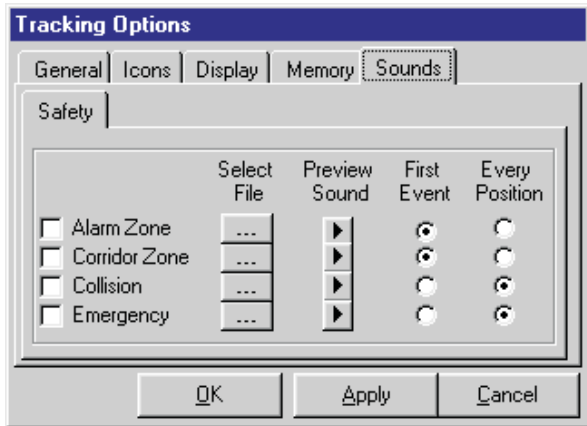 Tracking Options
General Icons Display Memory Sounds
Safety
Select File Preview Sound First Event Every Position
Alarm Zone ...
Corridor Zone ...
Collision ...
Emergency ...
OK Apply Cancel